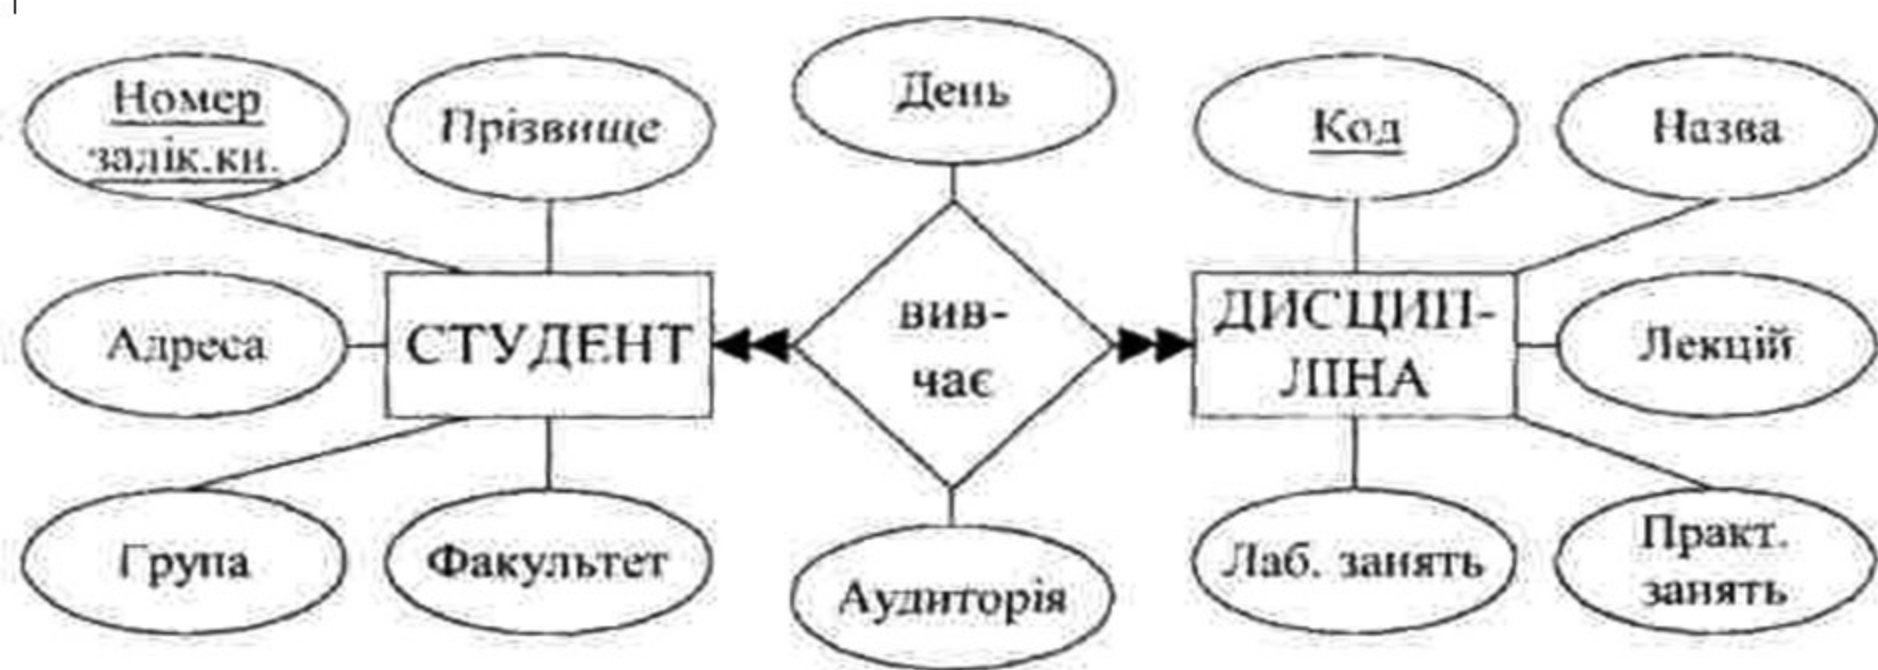 Номер
залік.кн.
Прізвище
День
Код
Назва
Адреса
СТУДЕНТ
вив-
чає
ДИСЦИП-
ЛІНА
Лекцій
Група
Факультет
Аудиторія
Лаб. занять
Практ.
занять